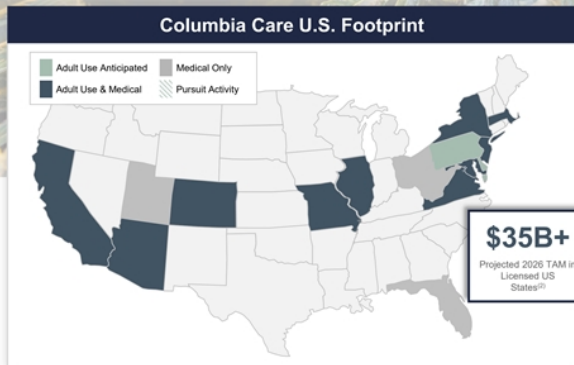 Columbia Care U.S. Footprint
Adult Use Anticipated
Medical Only
Adult Use & Medical
Pursuit Activity
$35B+
Projected 2026 TAM in
Licensed US
States(2)